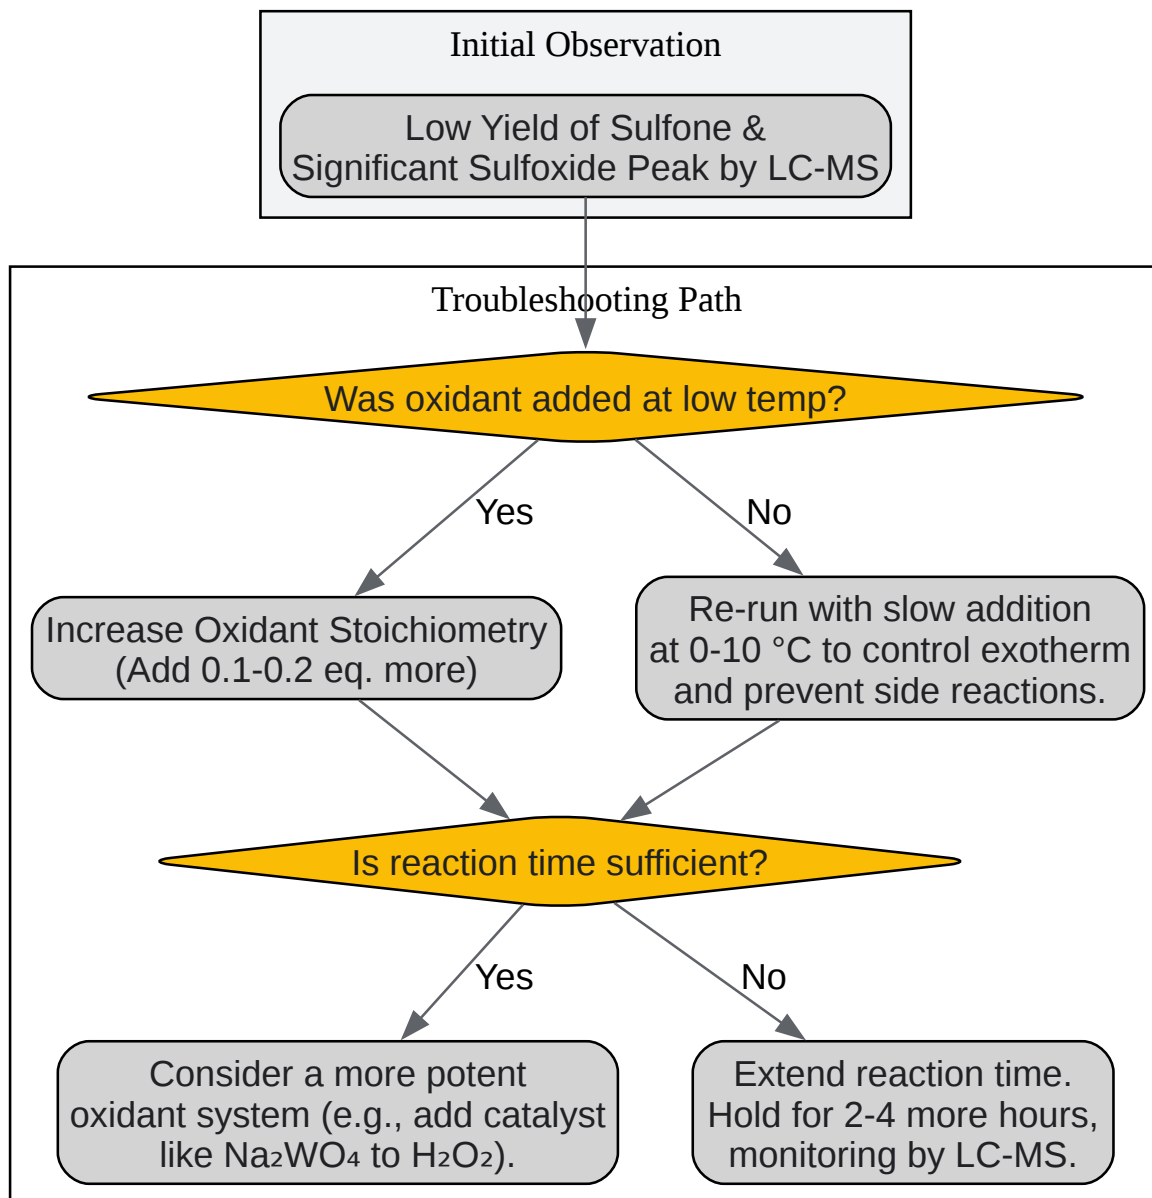 Initial Observation
Low Yield of Sulfone &
Significant Sulfoxide Peak by LC-MS
Troubleshooting Path
Was oxidant added at low temp?
Yes
No
Increase Oxidant Stoichiometry
(Add 0.1-0.2 eq. more)
Re-run with slow addition
at 0-10 °C to control exotherm
and prevent side reactions.
Is reaction time sufficient?
Yes
No
Consider a more potent
oxidant system (e.g., add catalyst
like Na₂WO₄ to H₂O₂).
Extend reaction time.
Hold for 2-4 more hours,
monitoring by LC-MS.